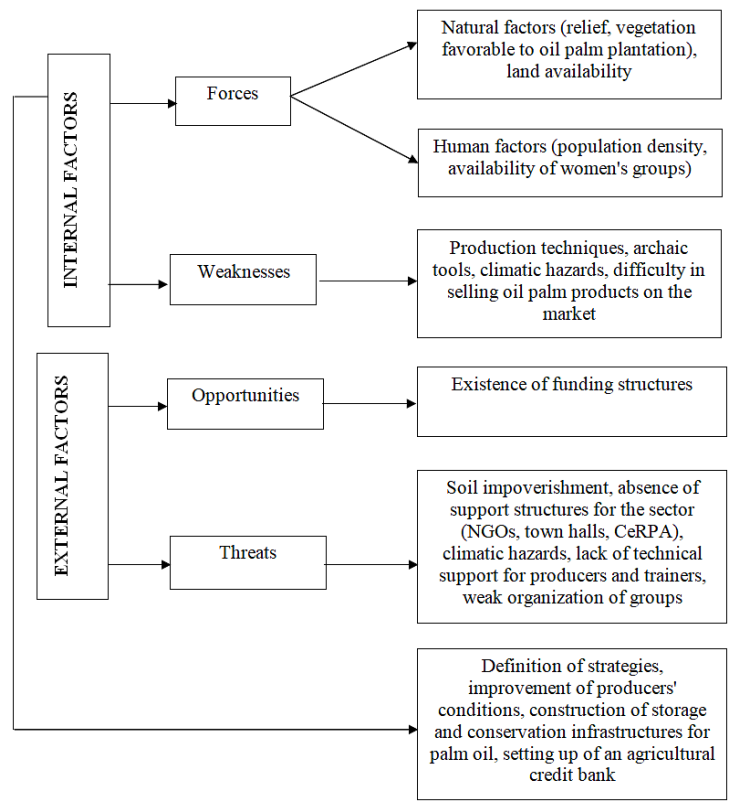 INTERNAL FACTORS
Forces
Natural factors (relief, vegetation
favorable to oil palm plantation),
land availability
Human factors (population density,
availability of women's groups)
Weaknesses
Production techniques, archaic
tools, climatic hazards, difficulty in
selling oil palm products on the
market
EXTERNAL FACTORS
Opportunities
Existence of funding structures
Threats
Soil impoverishment, absence of
support structures for the sector
(NGOs, town halls, CeRPA),
climatic hazards, lack of technical
support for producers and trainers,
weak organization of groups
Definition of strategies,
improvement of producers'
conditions, construction of storage
and conservation infrastructures for
palm oil, setting up of an agricultural
credit bank